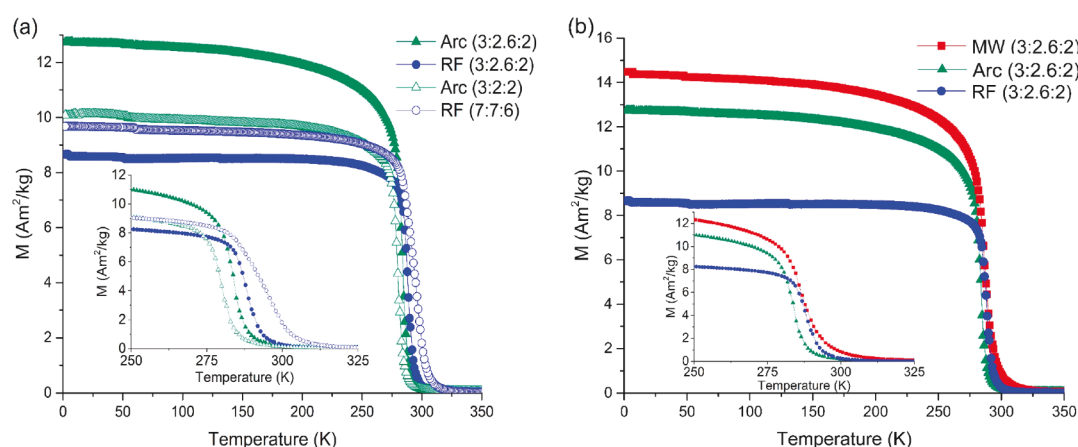 (a)
Arc (3:2.6:2)
RF (3:2.6:2)
Arc (3:2:2)
RF (7:7:6)
M (Am²/kg)
12
10
8
6
4
2
0
0 50 100 150 200 250 300 350
Temperature (K)
M (Am²/kg)
12
10
8
6
4
2
0
250 275 300 325
Temperature (K)
(b)
MW (3:2.6:2)
Arc (3:2.6:2)
RF (3:2.6:2)
M (Am²/kg)
16
14
12
10
8
6
4
2
0
0 50 100 150 200 250 300 350
Temperature (K)
M (Am²/kg)
12
10
8
6
4
2
0
250 275 300 325
Temperature (K)